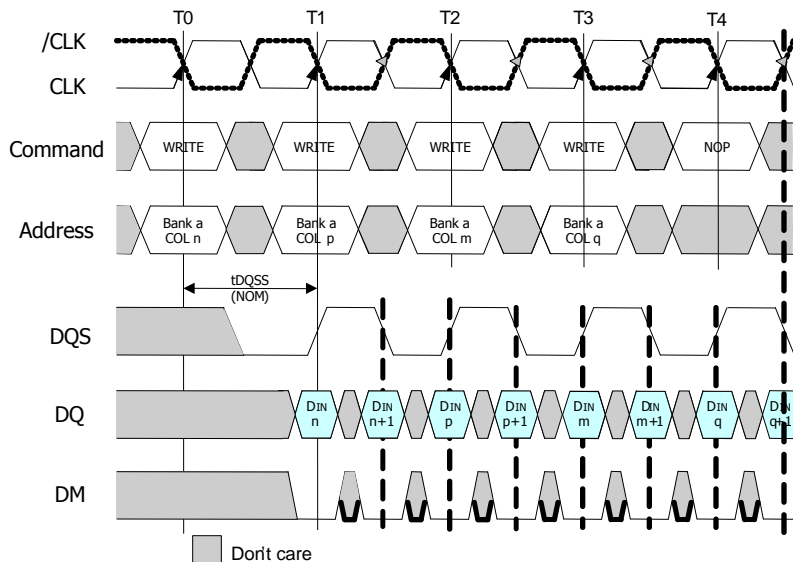 T0 T1 T2 T3 T4
/CLK
CLK
Command WRITE WRITE WRITE WRITE NOP
Address Bank a COL n Bank a COL p Bank a COL m Bank a COL q
tDQSS
(NOM)
DQS
DQ DIN n DIN n+1 DIN p DIN p+1 DIN m DIN m+1 DIN q DIN q+1
DM
Don't care